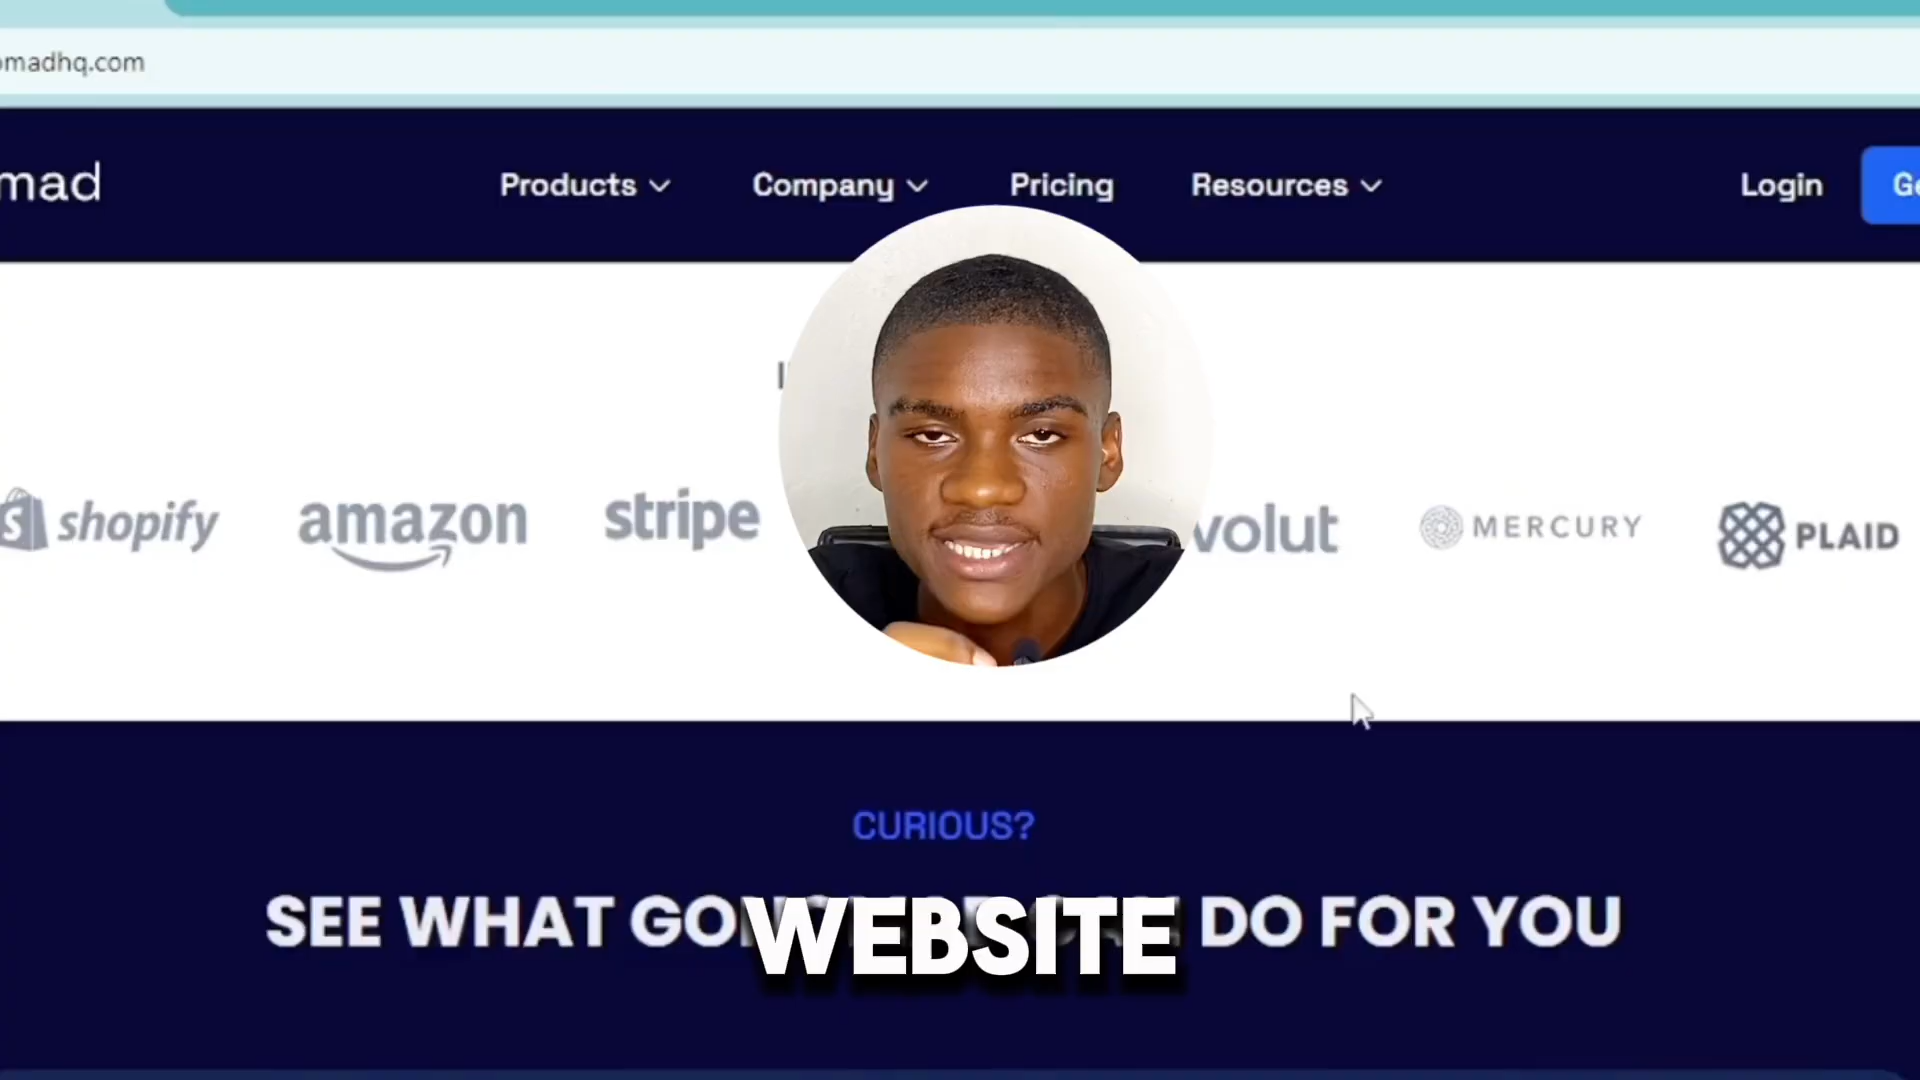 omadhq.com
mad
Products
Company
Pricing
Resources
Login
Ge
shopify
amazon
stripe
volut
MERCURY
PLAID
CURIOUS?
SEE WHAT GO DO FOR YOU
WEBSITE